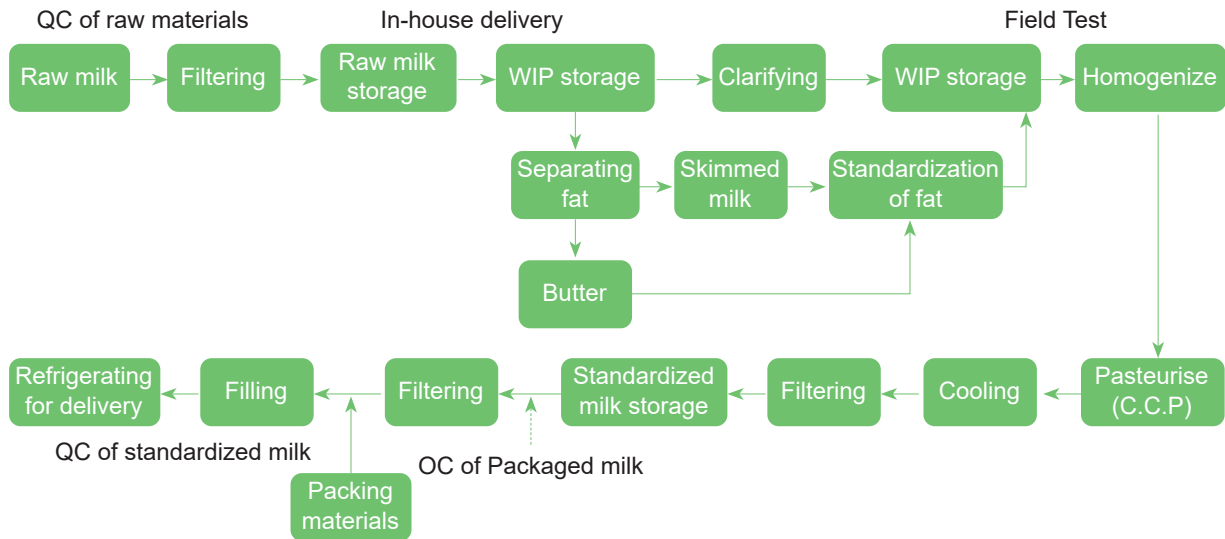 QC of raw materials
In-house delivery
Field Test
Raw milk
Filtering
Raw milk
storage
WIP storage
Clarifying
WIP storage
Homogenize
Separating
fat
Skimmed
milk
Standardization
of fat
Butter
Refrigerating
for delivery
Filling
Filtering
Standardized
milk storage
Filtering
Cooling
Pasteurise
(C.C.P)
QC of standardized milk
OC of Packaged milk
Packing
materials